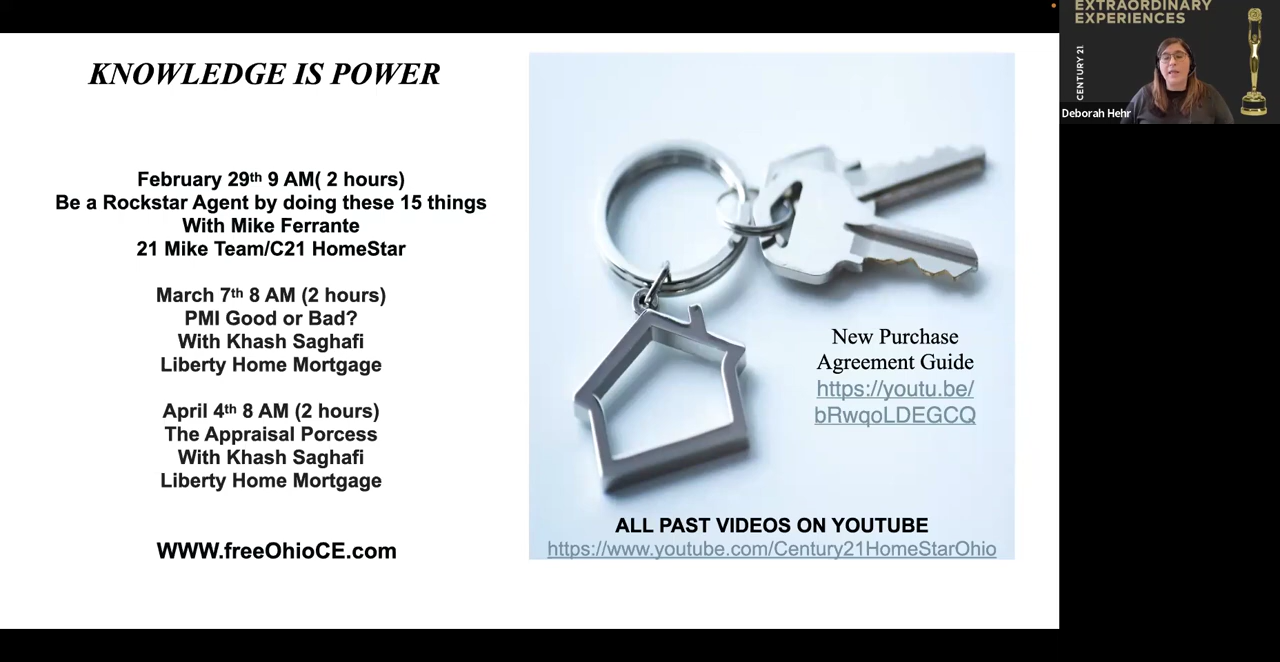 KNOWLEDGE IS POWER
February 29th 9 AM( 2 hours)
Be a Rockstar Agent by doing these 15 things
With Mike Ferrante
21 Mike Team/C21 HomeStar
March 7th 8 AM (2 hours)
PMI Good or Bad?
With Khash Saghafi
Liberty Home Mortgage
April 4th 8 AM (2 hours)
The Appraisal Porcess
With Khash Saghafi
Liberty Home Mortgage
WWW.freeOhioCE.com
New Purchase
Agreement Guide
https://youtu.be/
bRwqoLDEGCQ
ALL PAST VIDEOS ON YOUTUBE
https://www.youtube.com/Century21HomeStarOhio
EXTRAORDINARY
EXPERIENCES
CENTURY 21
Deborah Hehr